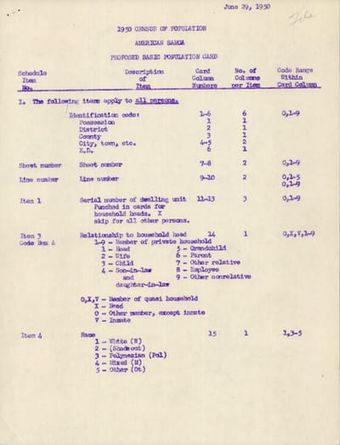 June 29, 1950
1950 CENSUS OF POPULATION
AMERICAN SAMOA
PROPOSED BASIC POPULATION CARD
Schedule Description Card No. of Code Range
Item of Column Columns Within
No. Item Numbers per Item Card Column
I. The following items apply to all persons.
Identification code: 1-6 6 0,1-9
Possession 1 1
District 2 1
County 3 1
City, town, etc. 4-5 2
E.D. 6 1
Sheet number Sheet number 7-8 2 0,1-9
Line number Line number 9-10 2 0,1-5
0,1-9
Item 1 Serial number of dwelling unit 11-13 3 0,1-9
Punched in cards for
household heads. X
skip for all other persons.
Item 3 Relationship to household head 14 1 0,X,V,1-9
Code Box A 1-9 - Number of private household
1 - Head 5 - Grandchild
2 - Wife 6 - Parent
3 - Child 7 - Other relative
4 - Son-in-law 8 - Employee
and 9 - Other nonrelative
daughter-in-law
0,X,V - Member of quasi household
X - Head
0 - Other member, except inmate
V - Inmate
Item 4 Race 15 1 1,3-5
1 - White (W)
2 -
3 - Polynesian (Pol)
4 - Mixed (M)
5 - Other (Ot)